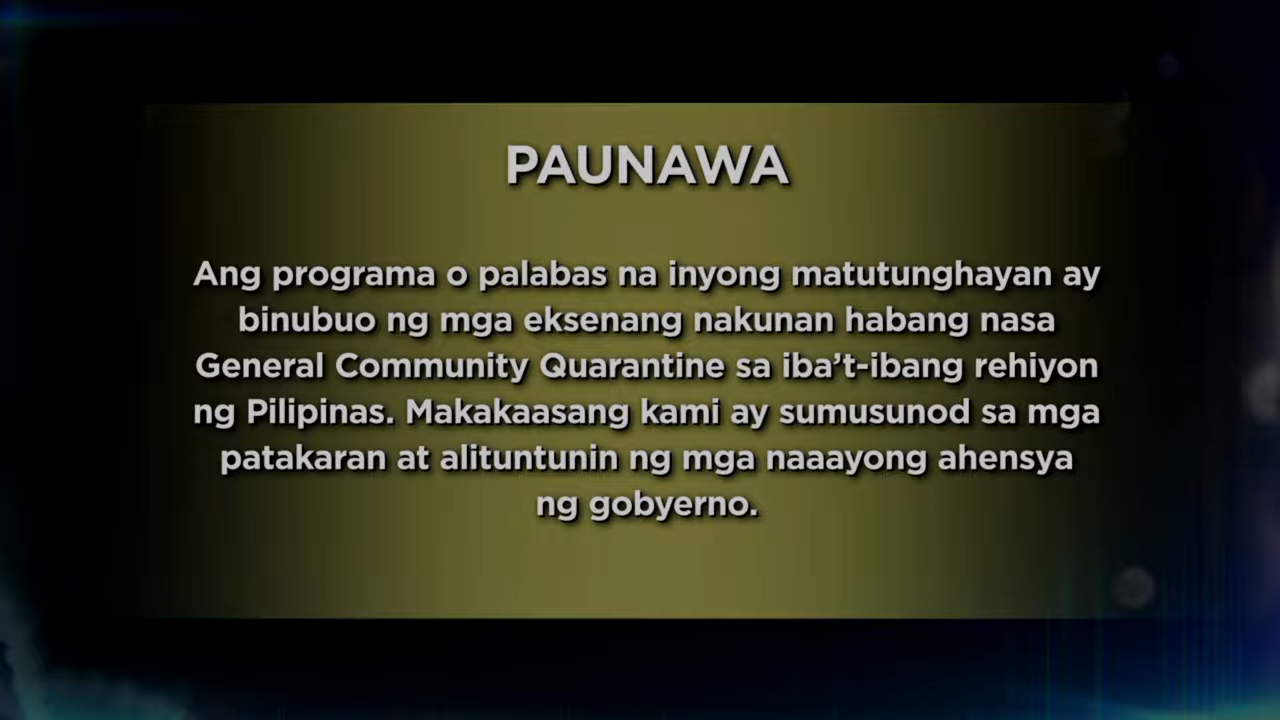 PAUNAWA
Ang programa o palabas na inyong matutunghayan ay
binubuo ng mga eksenang nakunan habang nasa
General Community Quarantine sa iba't-ibang rehiyon
ng Pilipinas. Makakaasang kami ay sumusunod sa mga
patakaran at alituntunin ng mga naaayong ahensya
ng gobyerno.